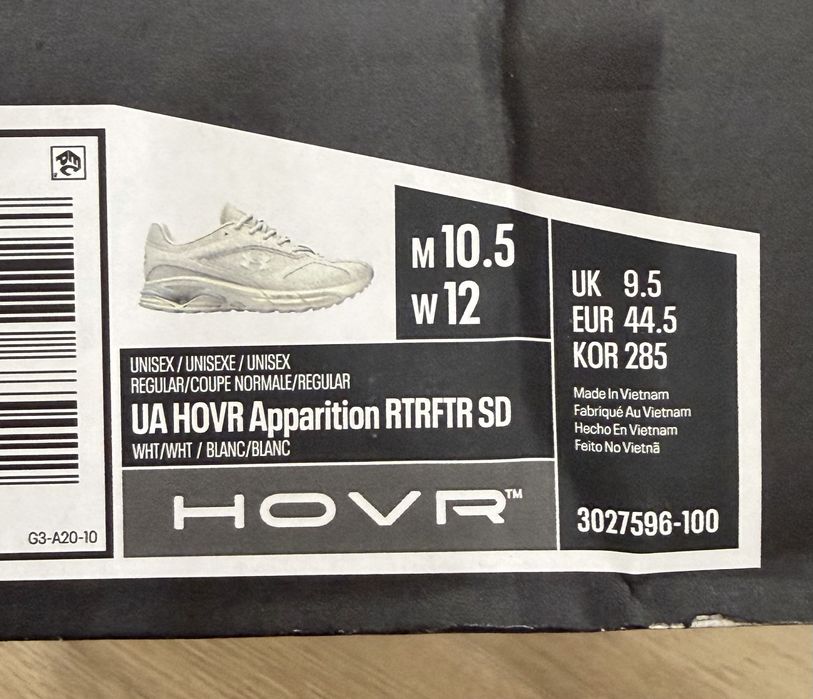 M 10.5
W 12
UK 9.5
EUR 44.5
KOR 285
Made In Vietnam
Fabriqué Au Vietnam
Hecho En Vietnam
Feito No Vietnã
3027596-100
UNISEX / UNISEXE / UNISEX
REGULAR/COUPE NORMALE/REGULAR
UA HOVR Apparition RTRFTR SD
WHT/WHT / BLANC/BLANC
HOVR™
G3-A20-10